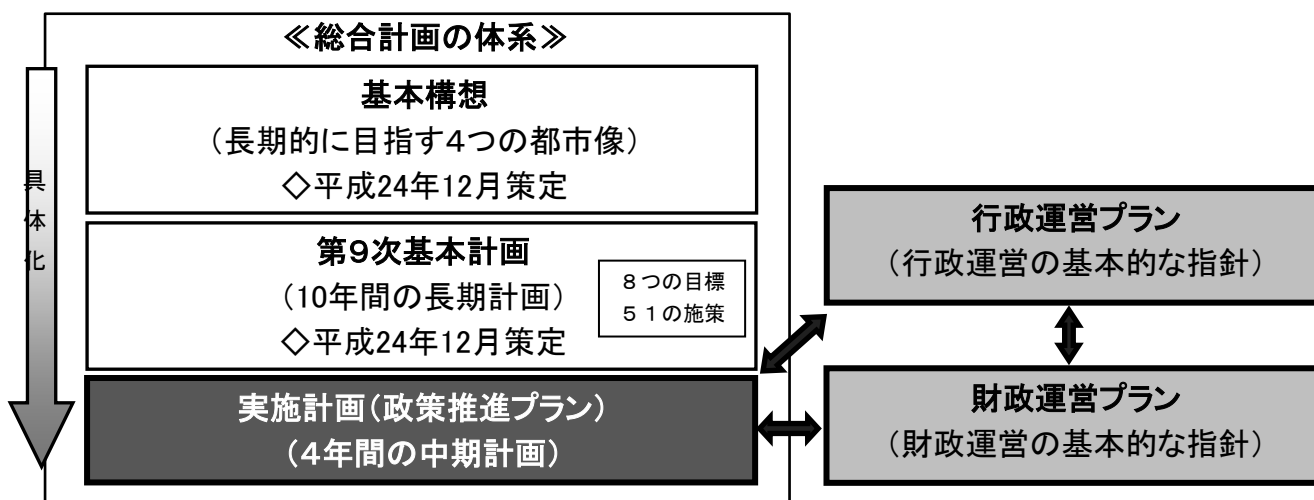 ≪総合計画の体系≫
具体化
基本構想
（長期的に目指す４つの都市像）
◇平成24年12月策定
第９次基本計画
（10年間の長期計画）
◇平成24年12月策定
８つの目標
５１の施策
実施計画（政策推進プラン）
（４年間の中期計画）
行政運営プラン
（行政運営の基本的な指針）
財政運営プラン
（財政運営の基本的な指針）